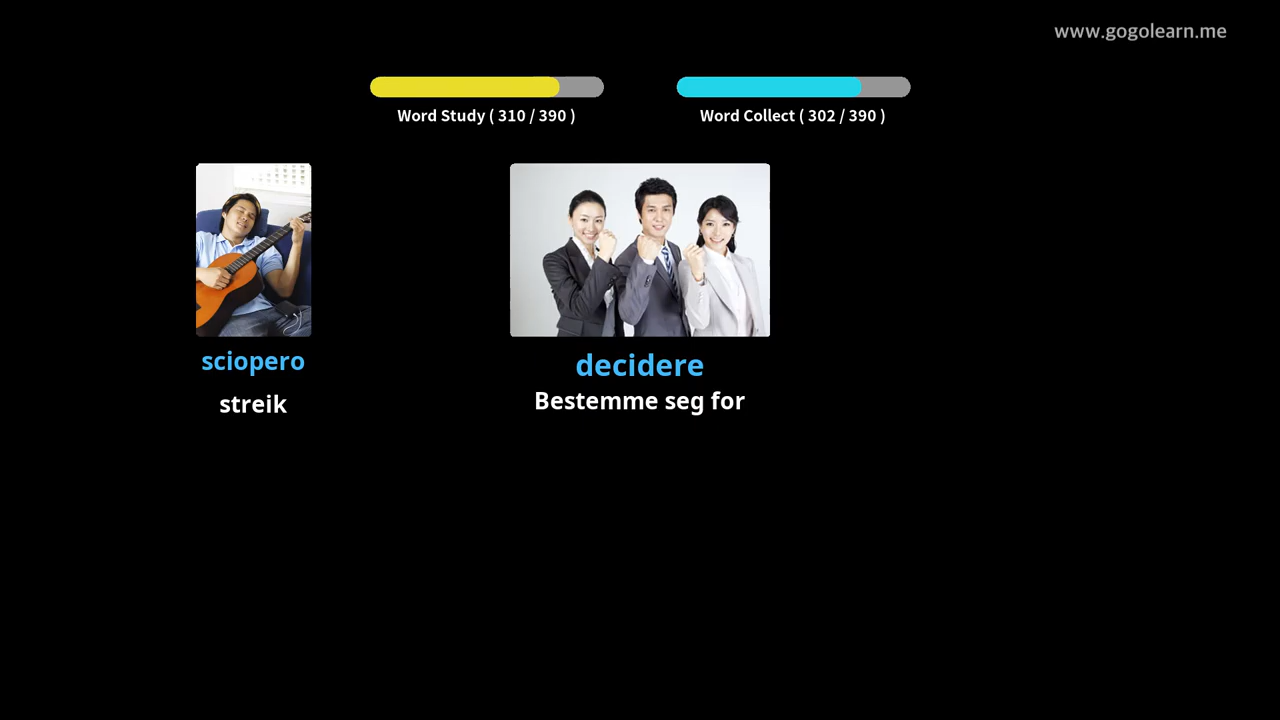 www.gogolearn.me
Word Study ( 310 / 390 )
Word Collect ( 302 / 390 )
sciopero
streik
decidere
Bestemme seg for